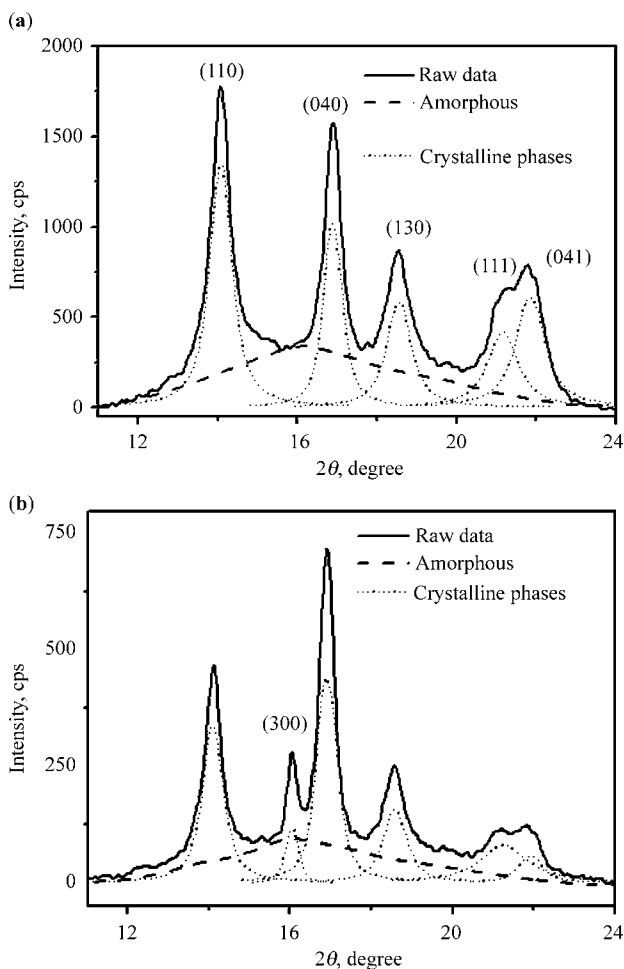 (a)
2000
1500
1000
500
0
Intensity, cps
(110)
(040)
(130)
(111)
(041)
Raw data
Amorphous
Crystalline phases
12
16
20
24
2θ, degree
(b)
750
500
250
0
Intensity, cps
(300)
Raw data
Amorphous
Crystalline phases
12
16
20
24
2θ, degree